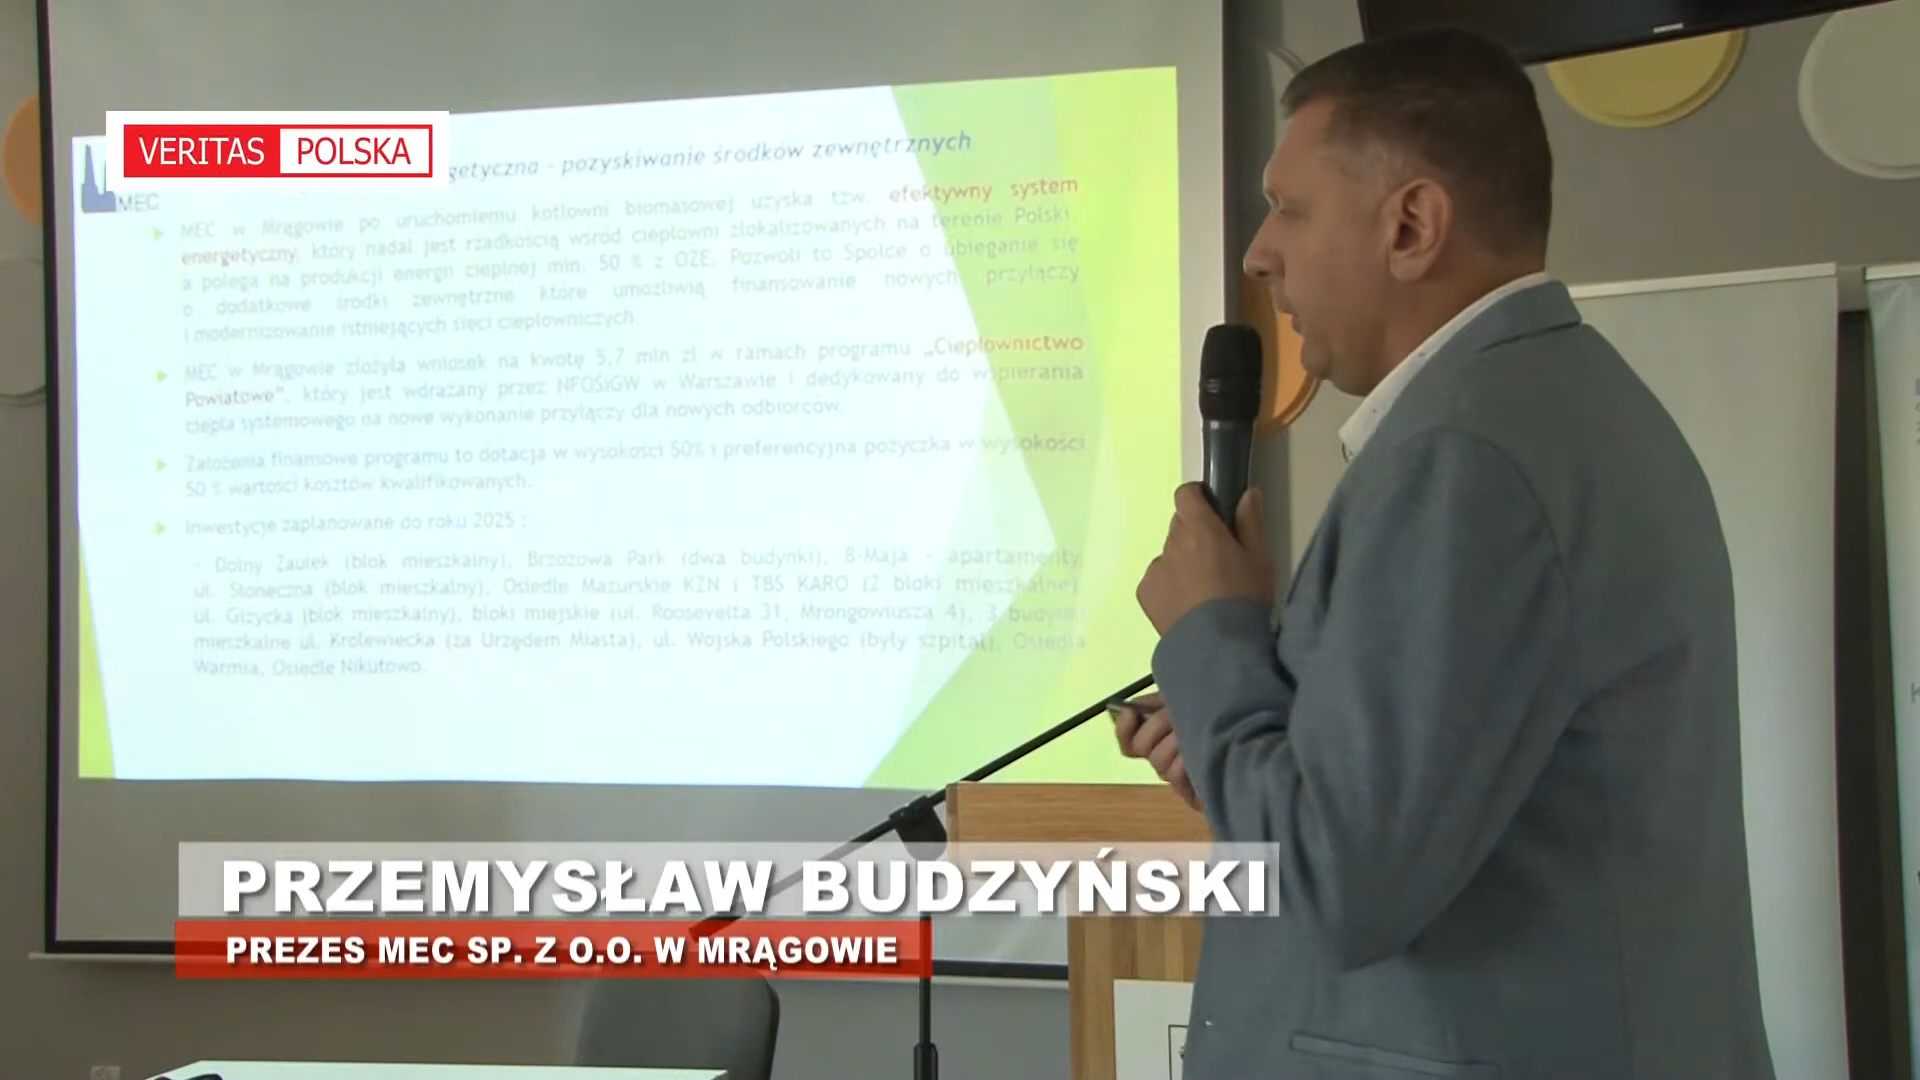 VERITAS POLSKA
getyczna - pozyskiwanie środków zewnętrznych
MEC
MEC w Mrągowie po uruchomieniu kotłowni biomasowej uzyska tzw. efektywny system
energetyczny, który nadal jest rzadkością wśród ciepłowni zlokalizowanych na terenie Polski,
a polega na produkcji energii cieplnej min. 50 % z OZE. Pozwoli to Spółce o ubieganie się
o dodatkowe środki zewnętrzne które umożliwią finansowanie nowych przyłączy
i modernizowanie istniejących sieci ciepłowniczych.
MEC w Mrągowie złożyła wniosek na kwotę 5,7 mln zł w ramach programu „Ciepłownictwo
Powiatowe”, który jest wdrażany przez NFOŚiGW w Warszawie i dedykowany do wspierania
ciepła systemowego na nowe wykonanie przyłączy dla nowych odbiorców.
Założenia finansowe programu to dotacja w wysokości 50% i preferencyjna pożyczka w wysokości
50 % wartości kosztów kwalifikowanych.
Inwestycje zaplanowane do roku 2025 :
- Dolny Zaułek (blok mieszkalny), Brzozowa Park (dwa budynki), 8-Maja - apartamenty,
ul. Słoneczna (blok mieszkalny), Osiedle Mazurskie KZN i TBS KARO (2 bloki mieszkalne),
ul. Giżycka (blok mieszkalny), bloki miejskie (ul. Roosevelta 31, Mrongowiusza 4), 3 budynki
mieszkalne ul. Królewiecka (za Urzędem Miasta), ul. Wojska Polskiego (były szpital), Osiedla
Warmia, Osiedle Nikutowo.
PRZEMYSŁAW BUDZYŃSKI
PREZES MEC SP. Z O.O. W MRĄGOWIE